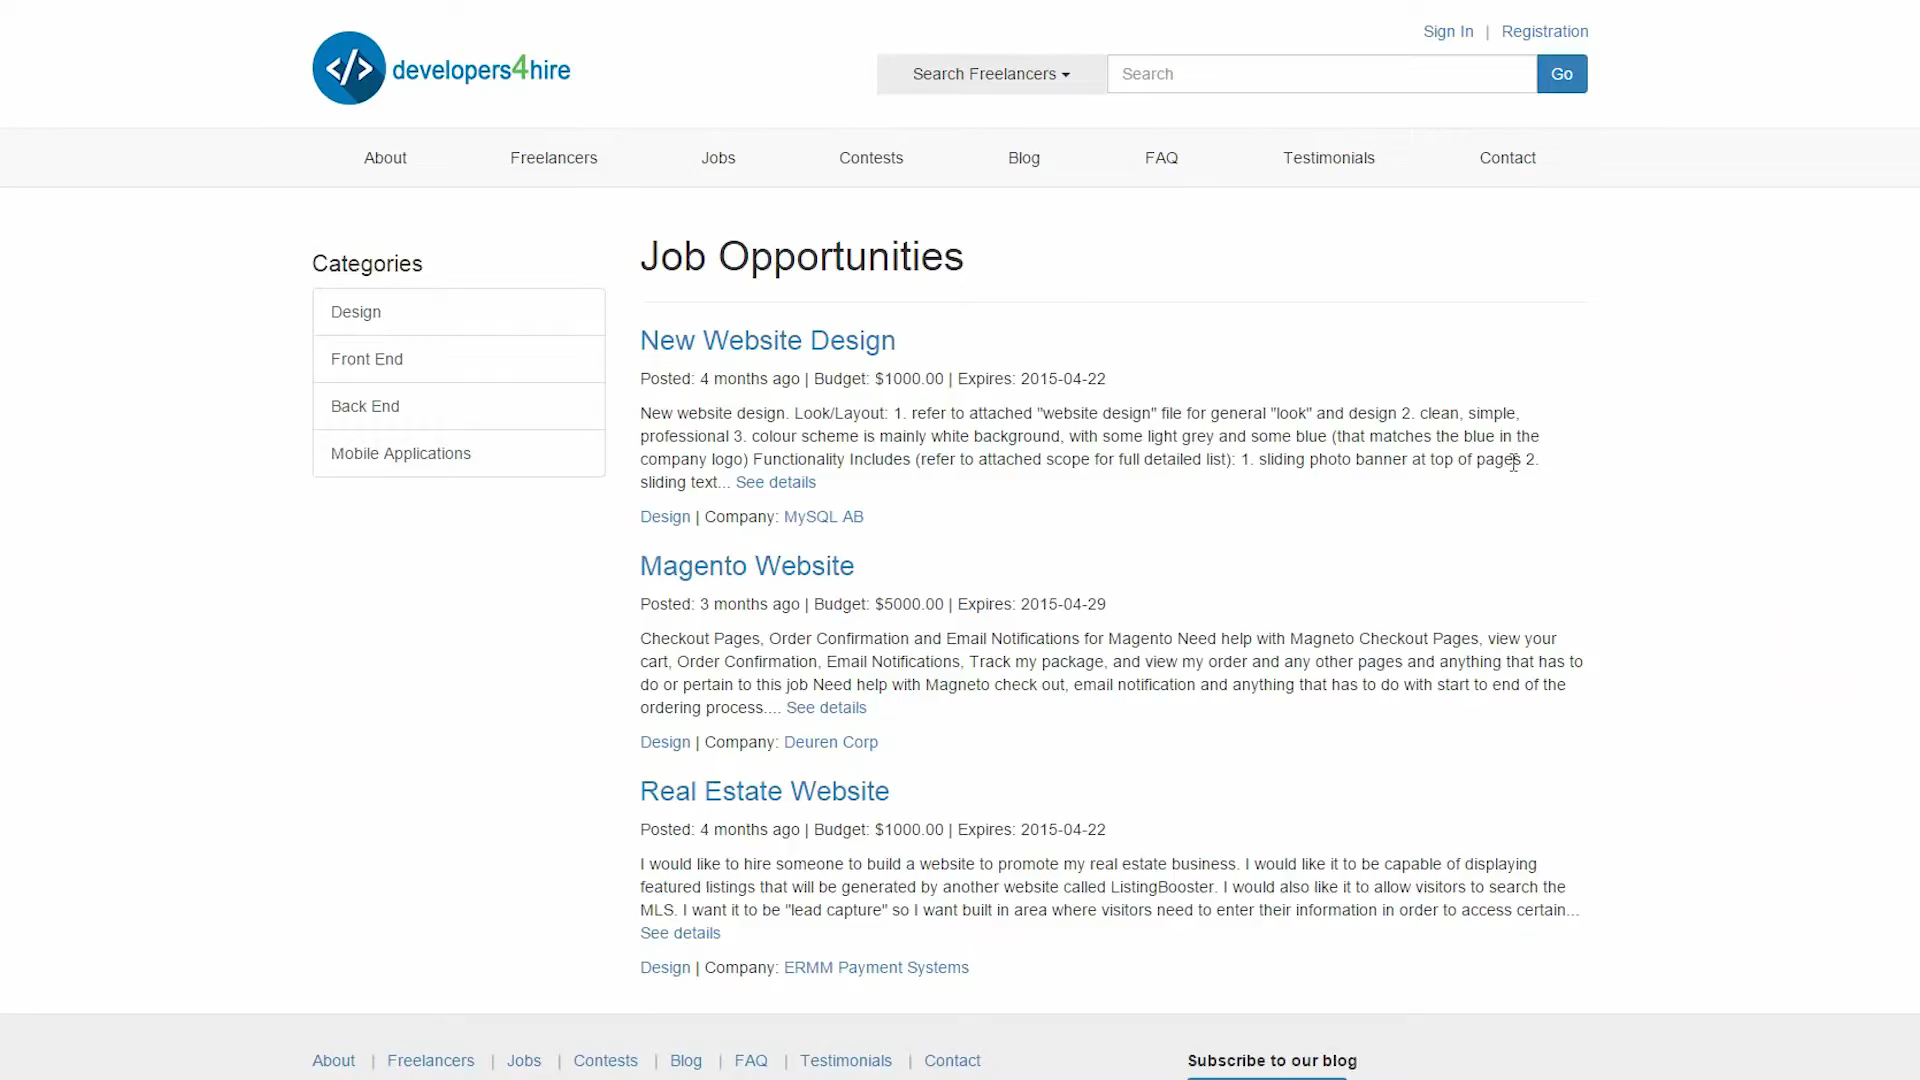 Sign In | Registration
</> developers4hire
Search Freelancers Search Go
About Freelancers Jobs Contests Blog FAQ Testimonials Contact
Categories
Design
Front End
Back End
Mobile Applications
Job Opportunities
New Website Design
Posted: 4 months ago | Budget: $1000.00 | Expires: 2015-04-22
New website design. Look/Layout: 1. refer to attached "website design" file for general "look" and design 2. clean, simple,
professional 3. colour scheme is mainly white background, with some light grey and some blue (that matches the blue in the
company logo) Functionality Includes (refer to attached scope for full detailed list): 1. sliding photo banner at top of pages 2.
sliding text... See details
Design | Company: MySQL AB
Magento Website
Posted: 3 months ago | Budget: $5000.00 | Expires: 2015-04-29
Checkout Pages, Order Confirmation and Email Notifications for Magento Need help with Magneto Checkout Pages, view your
cart, Order Confirmation, Email Notifications, Track my package, and view my order and any other pages and anything that has to
do or pertain to this job Need help with Magneto check out, email notification and anything that has to do with start to end of the
ordering process.... See details
Design | Company: Deuren Corp
Real Estate Website
Posted: 4 months ago | Budget: $1000.00 | Expires: 2015-04-22
I would like to hire someone to build a website to promote my real estate business. I would like it to be capable of displaying
featured listings that will be generated by another website called ListingBooster. I would also like it to allow visitors to search the
MLS. I want it to be "lead capture" so I want built in area where visitors need to enter their information in order to access certain...
See details
Design | Company: ERMM Payment Systems
About | Freelancers | Jobs | Contests | Blog | FAQ | Testimonials | Contact
Subscribe to our blog